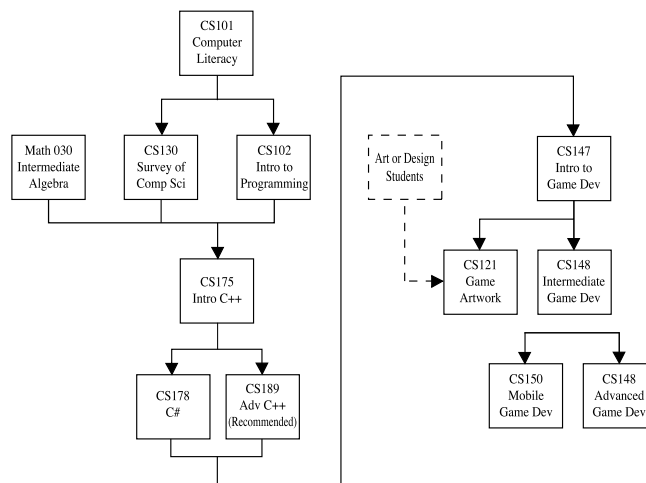 CS101
Computer
Literacy
Math 030
Intermediate
Algebra
CS130
Survey of
Comp Sci
CS102
Intro to
Programming
CS175
Intro C++
CS178
C#
CS189
Adv C++
(Recommended)
Art or Design
Students
CS147
Intro to
Game Dev
CS121
Game
Artwork
CS148
Intermediate
Game Dev
CS150
Mobile
Game Dev
CS148
Advanced
Game Dev